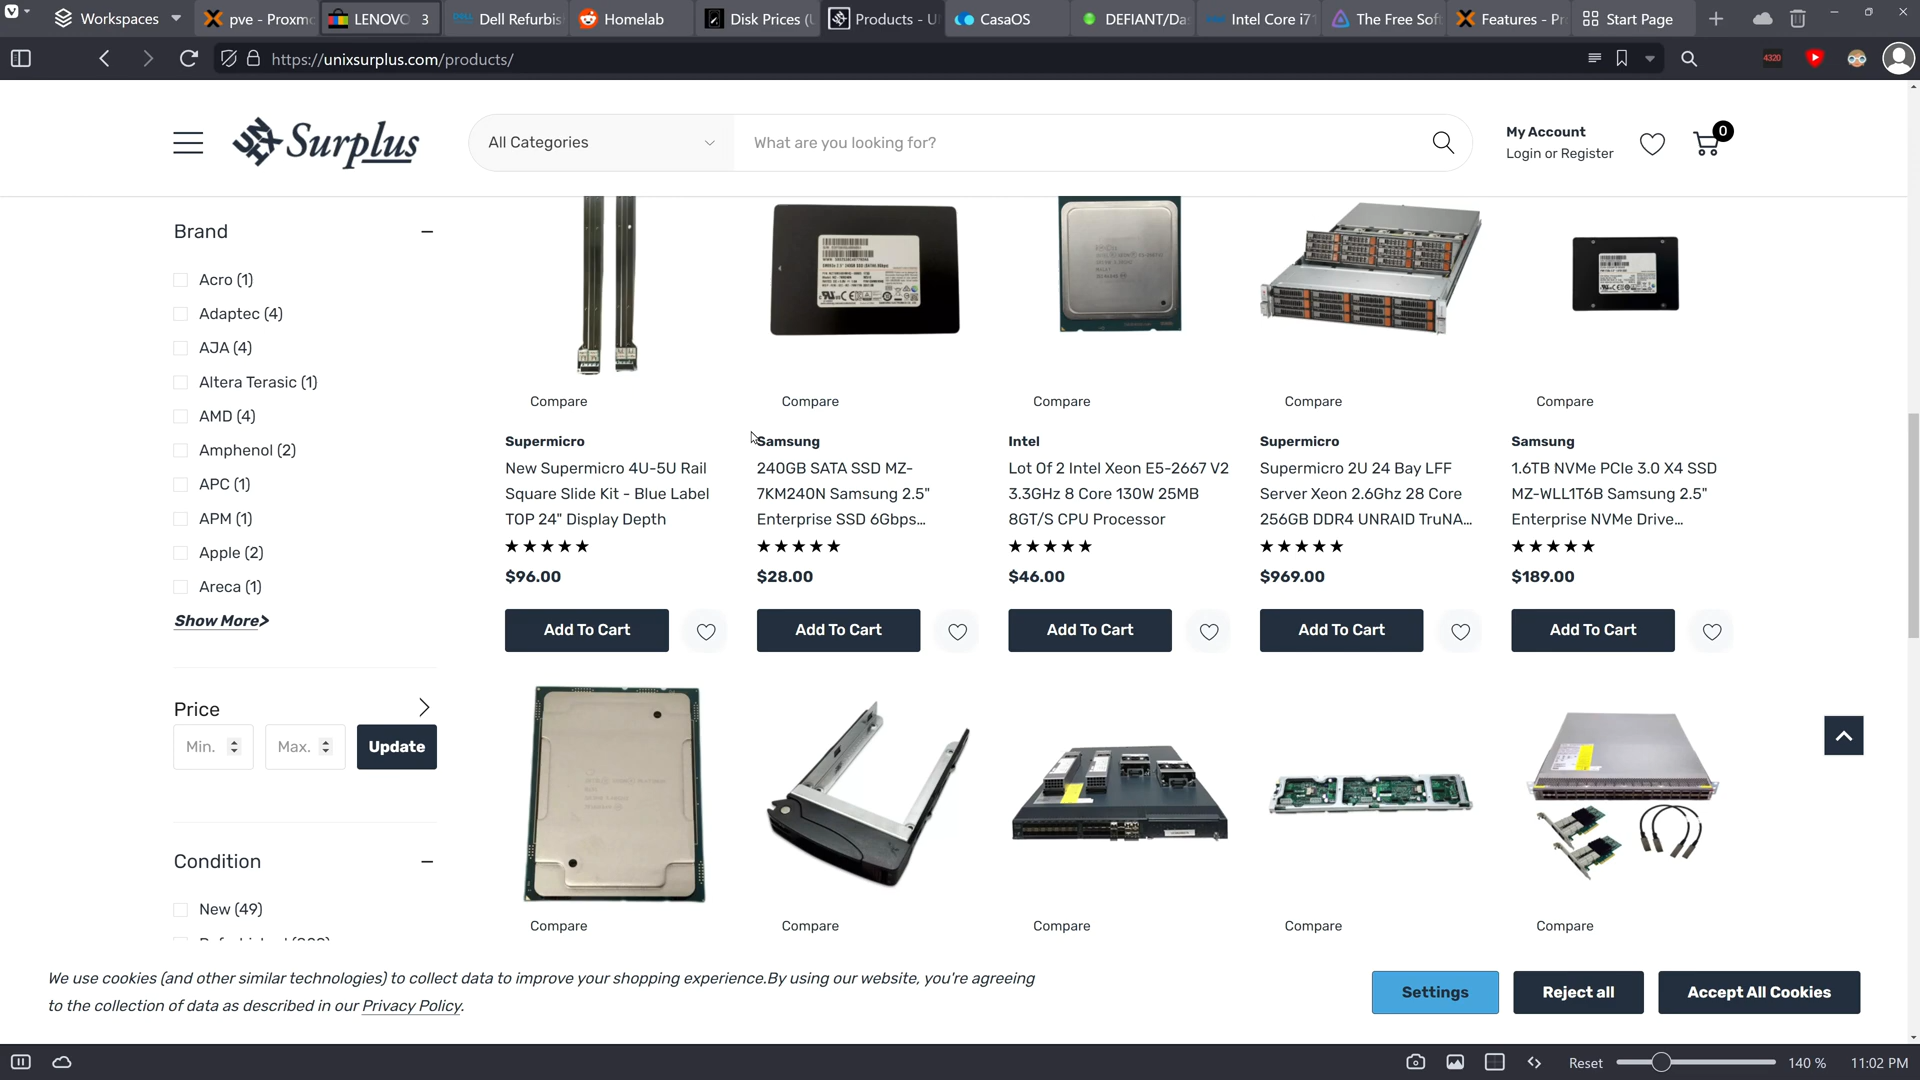 Workspaces
pve - Proxmo
LENOVO 3
Dell Refurbis
Homelab
Disk Prices (U
Products - U
CasaOS
DEFIANT/Da
Intel Core i7
The Free Sof
Features - Pr
Start Page
https://unixsurplus.com/products/
4320
Surplus
All Categories
What are you looking for?
My Account
Login or Register
0
Brand
Acro (1)
Adaptec (4)
AJA (4)
Altera Terasic (1)
AMD (4)
Amphenol (2)
APC (1)
APM (1)
Apple (2)
Areca (1)
Show More>
Price
Min.
Max.
Update
Condition
New (49)
Compare
Compare
Compare
Compare
Compare
Supermicro
New Supermicro 4U-5U Rail
Square Slide Kit - Blue Label
TOP 24" Display Depth
★★★★★
$96.00
Add To Cart
Samsung
240GB SATA SSD MZ-
7KM240N Samsung 2.5"
Enterprise SSD 6Gbps...
★★★★★
$28.00
Add To Cart
Intel
Lot Of 2 Intel Xeon E5-2667 V2
3.3GHz 8 Core 130W 25MB
8GT/S CPU Processor
★★★★★
$46.00
Add To Cart
Supermicro
Supermicro 2U 24 Bay LFF
Server Xeon 2.6Ghz 28 Core
256GB DDR4 UNRAID TruNA...
★★★★★
$969.00
Add To Cart
Samsung
1.6TB NVMe PCIe 3.0 X4 SSD
MZ-WLL1T6B Samsung 2.5"
Enterprise NVMe Drive...
★★★★★
$189.00
Add To Cart
Compare
Compare
Compare
Compare
Compare
We use cookies (and other similar technologies) to collect data to improve your shopping experience.By using our website, you're agreeing
to the collection of data as described in our Privacy Policy.
Settings
Reject all
Accept All Cookies
Reset
140 %
11:02 PM